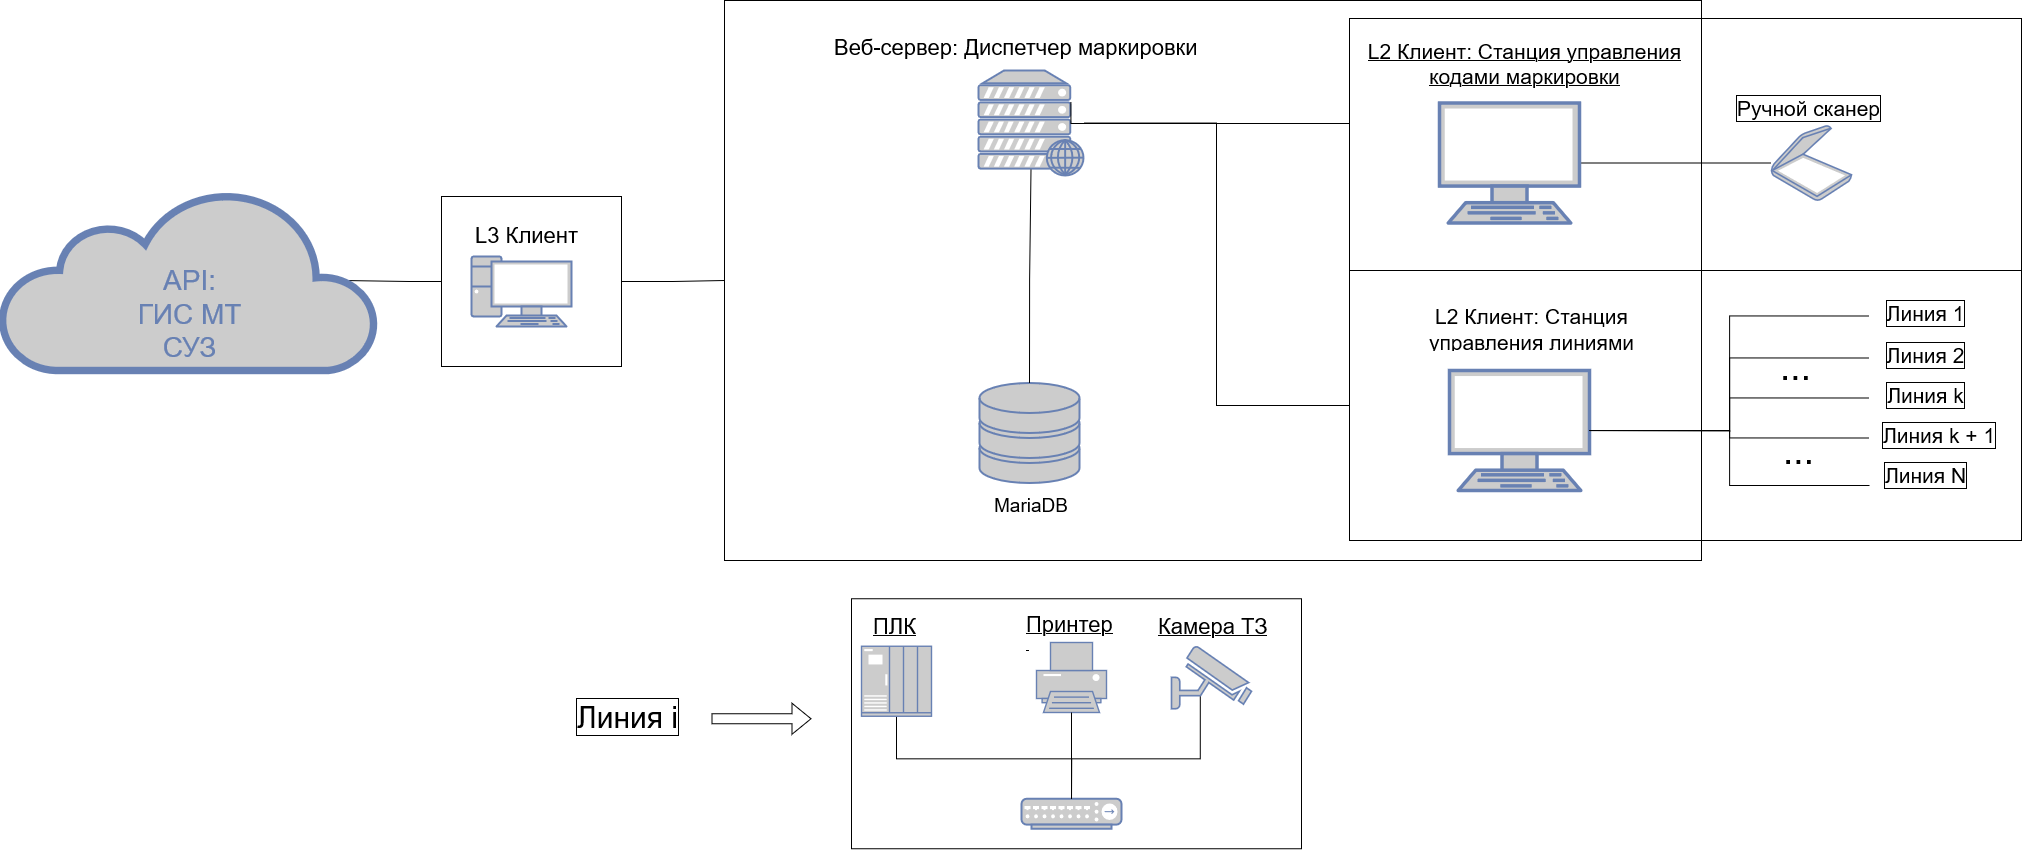 API:
ГИС МТ
СУЗ
L3 Клиент
Веб-сервер: Диспетчер маркировки
MariaDB
L2 Клиент: Станция управления
кодами маркировки
Ручной сканер
L2 Клиент: Станция
управления линиями
Линия 1
Линия 2
...
Линия k
Линия k + 1
...
Линия N
Линия i
ПЛК
Принтер
Камера ТЗ